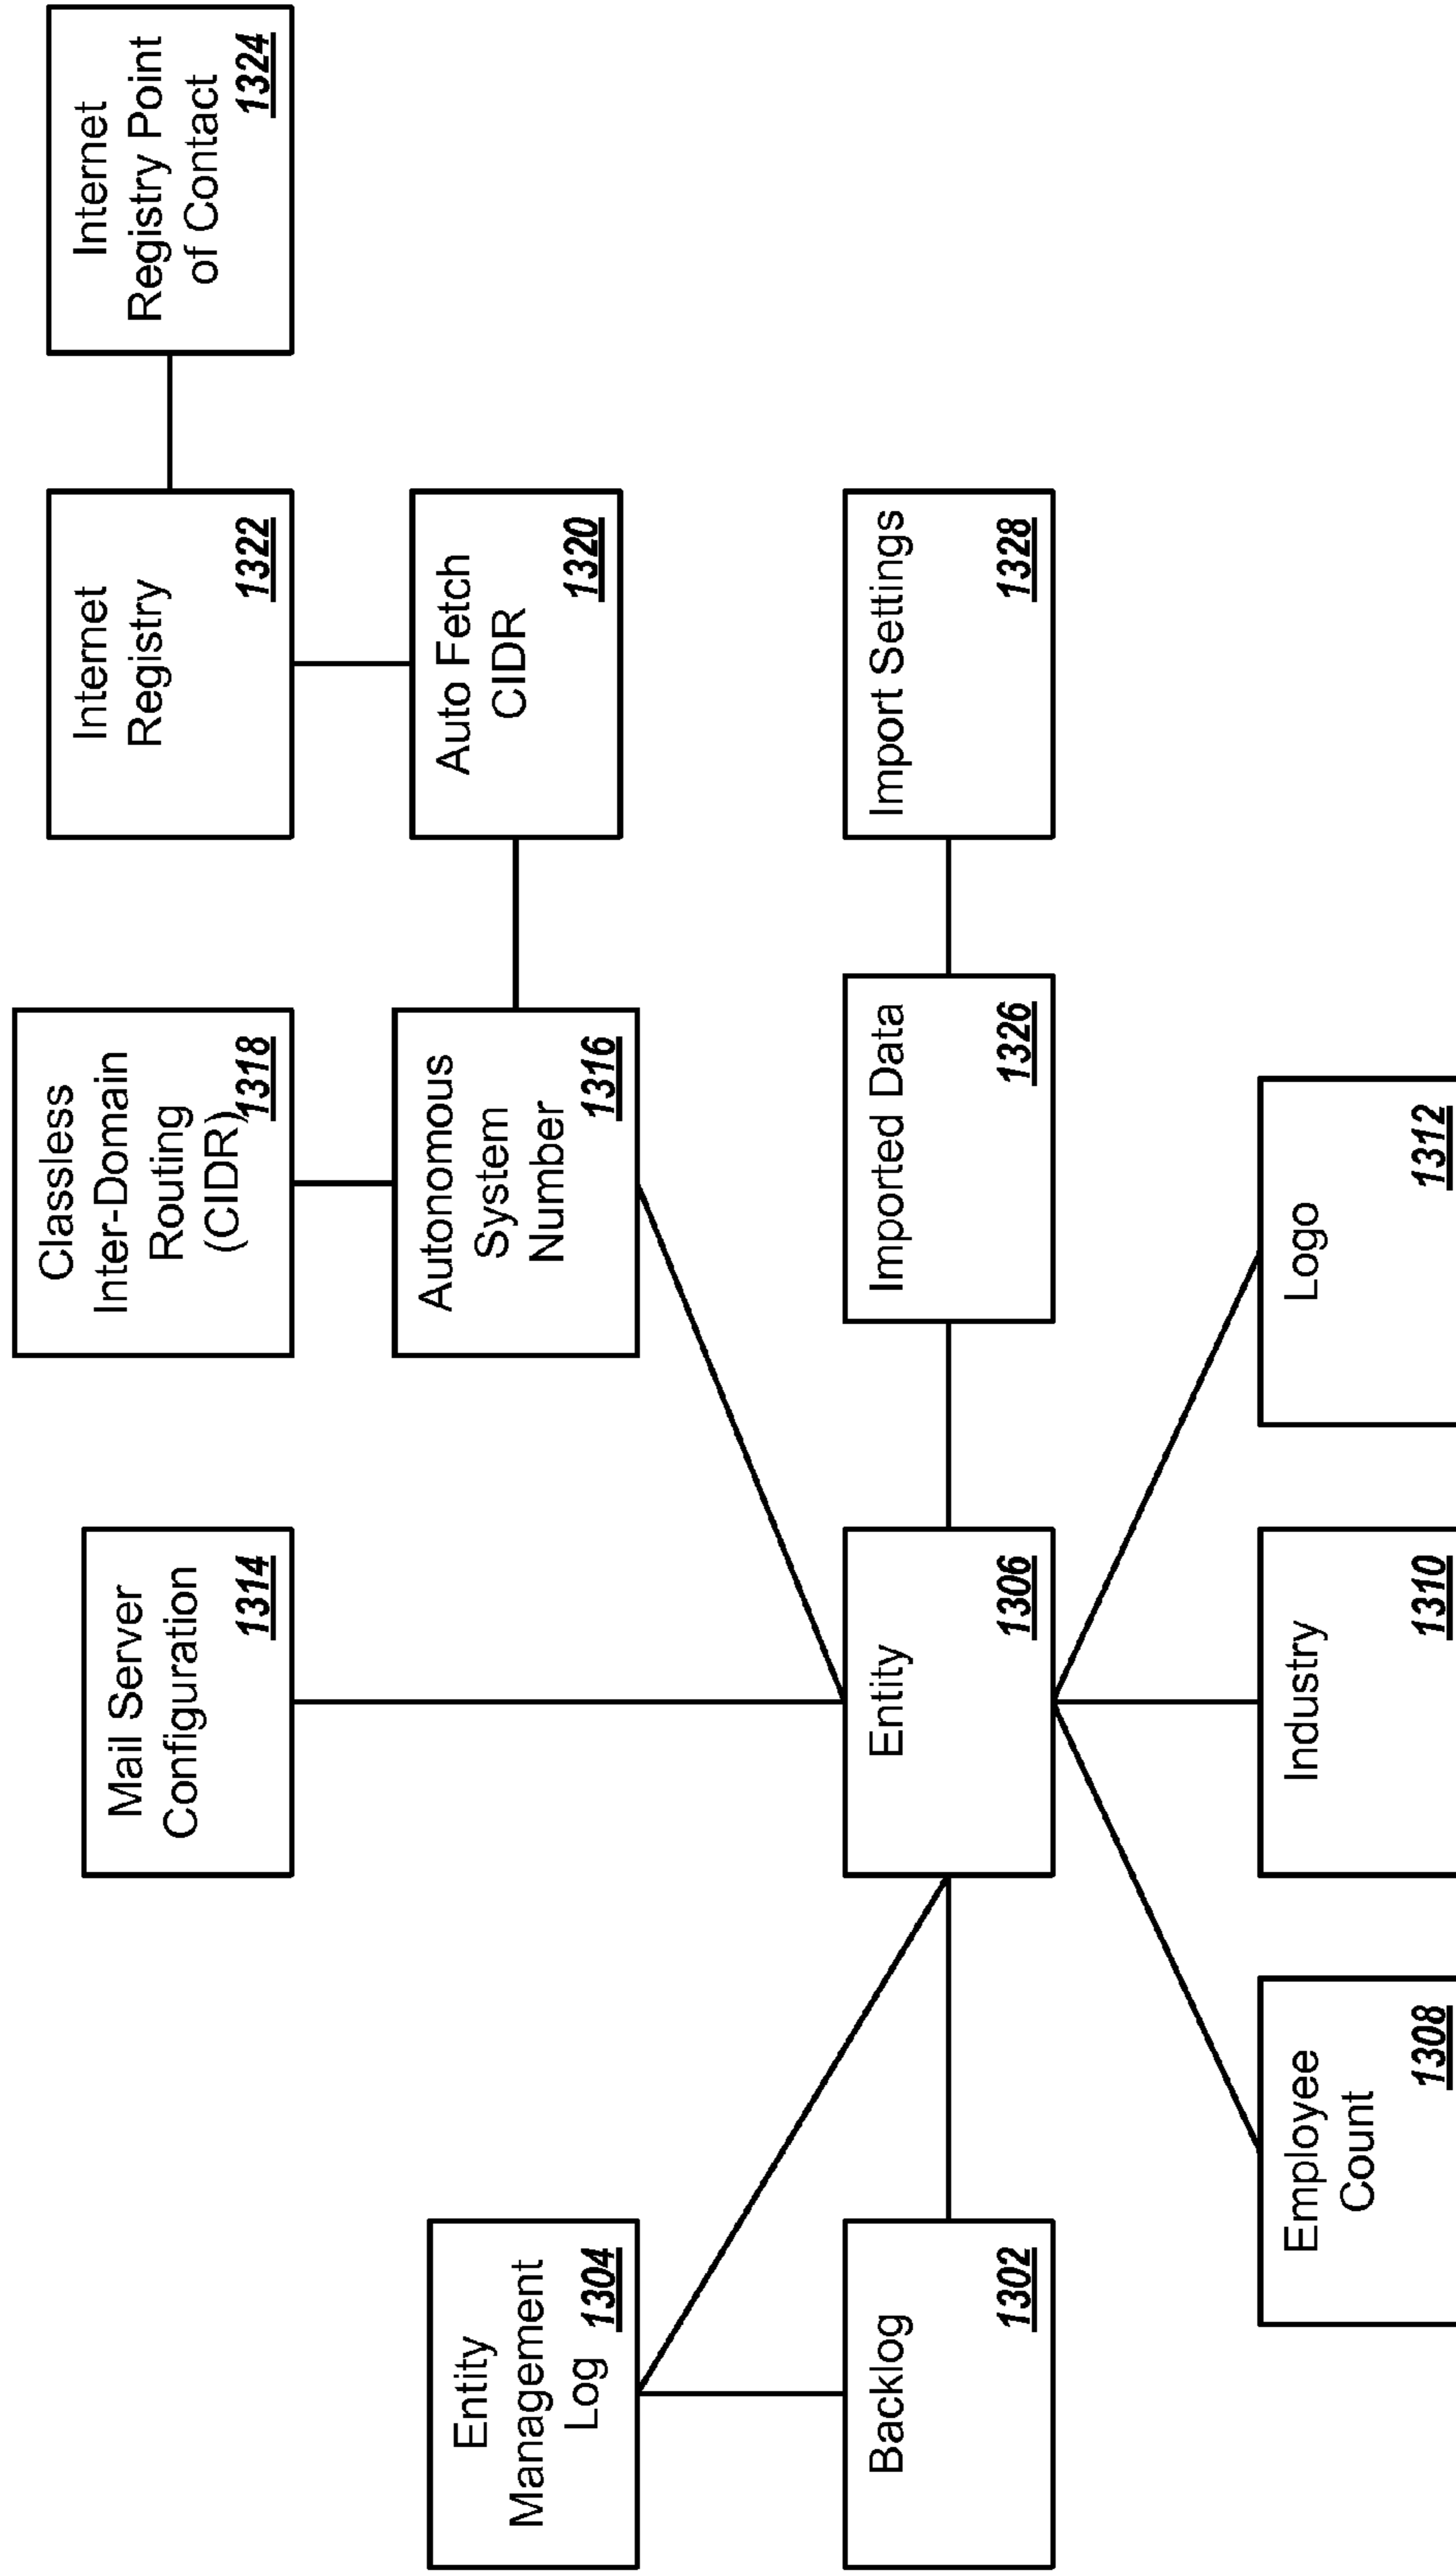 Classless
Inter-Domain
Routing
(CIDR)
1318
Internet
Registry
1322
Internet
Registry Point
of Contact
1324
Mail Server
Configuration
1314
Autonomous
System
Number
1316
Auto Fetch
CIDR
1320
Entity
Management
Log 1304
Backlog
1302
Entity
1306
Imported Data
1326
Import Settings
1328
Employee
Count
1308
Industry
1310
Logo
1312